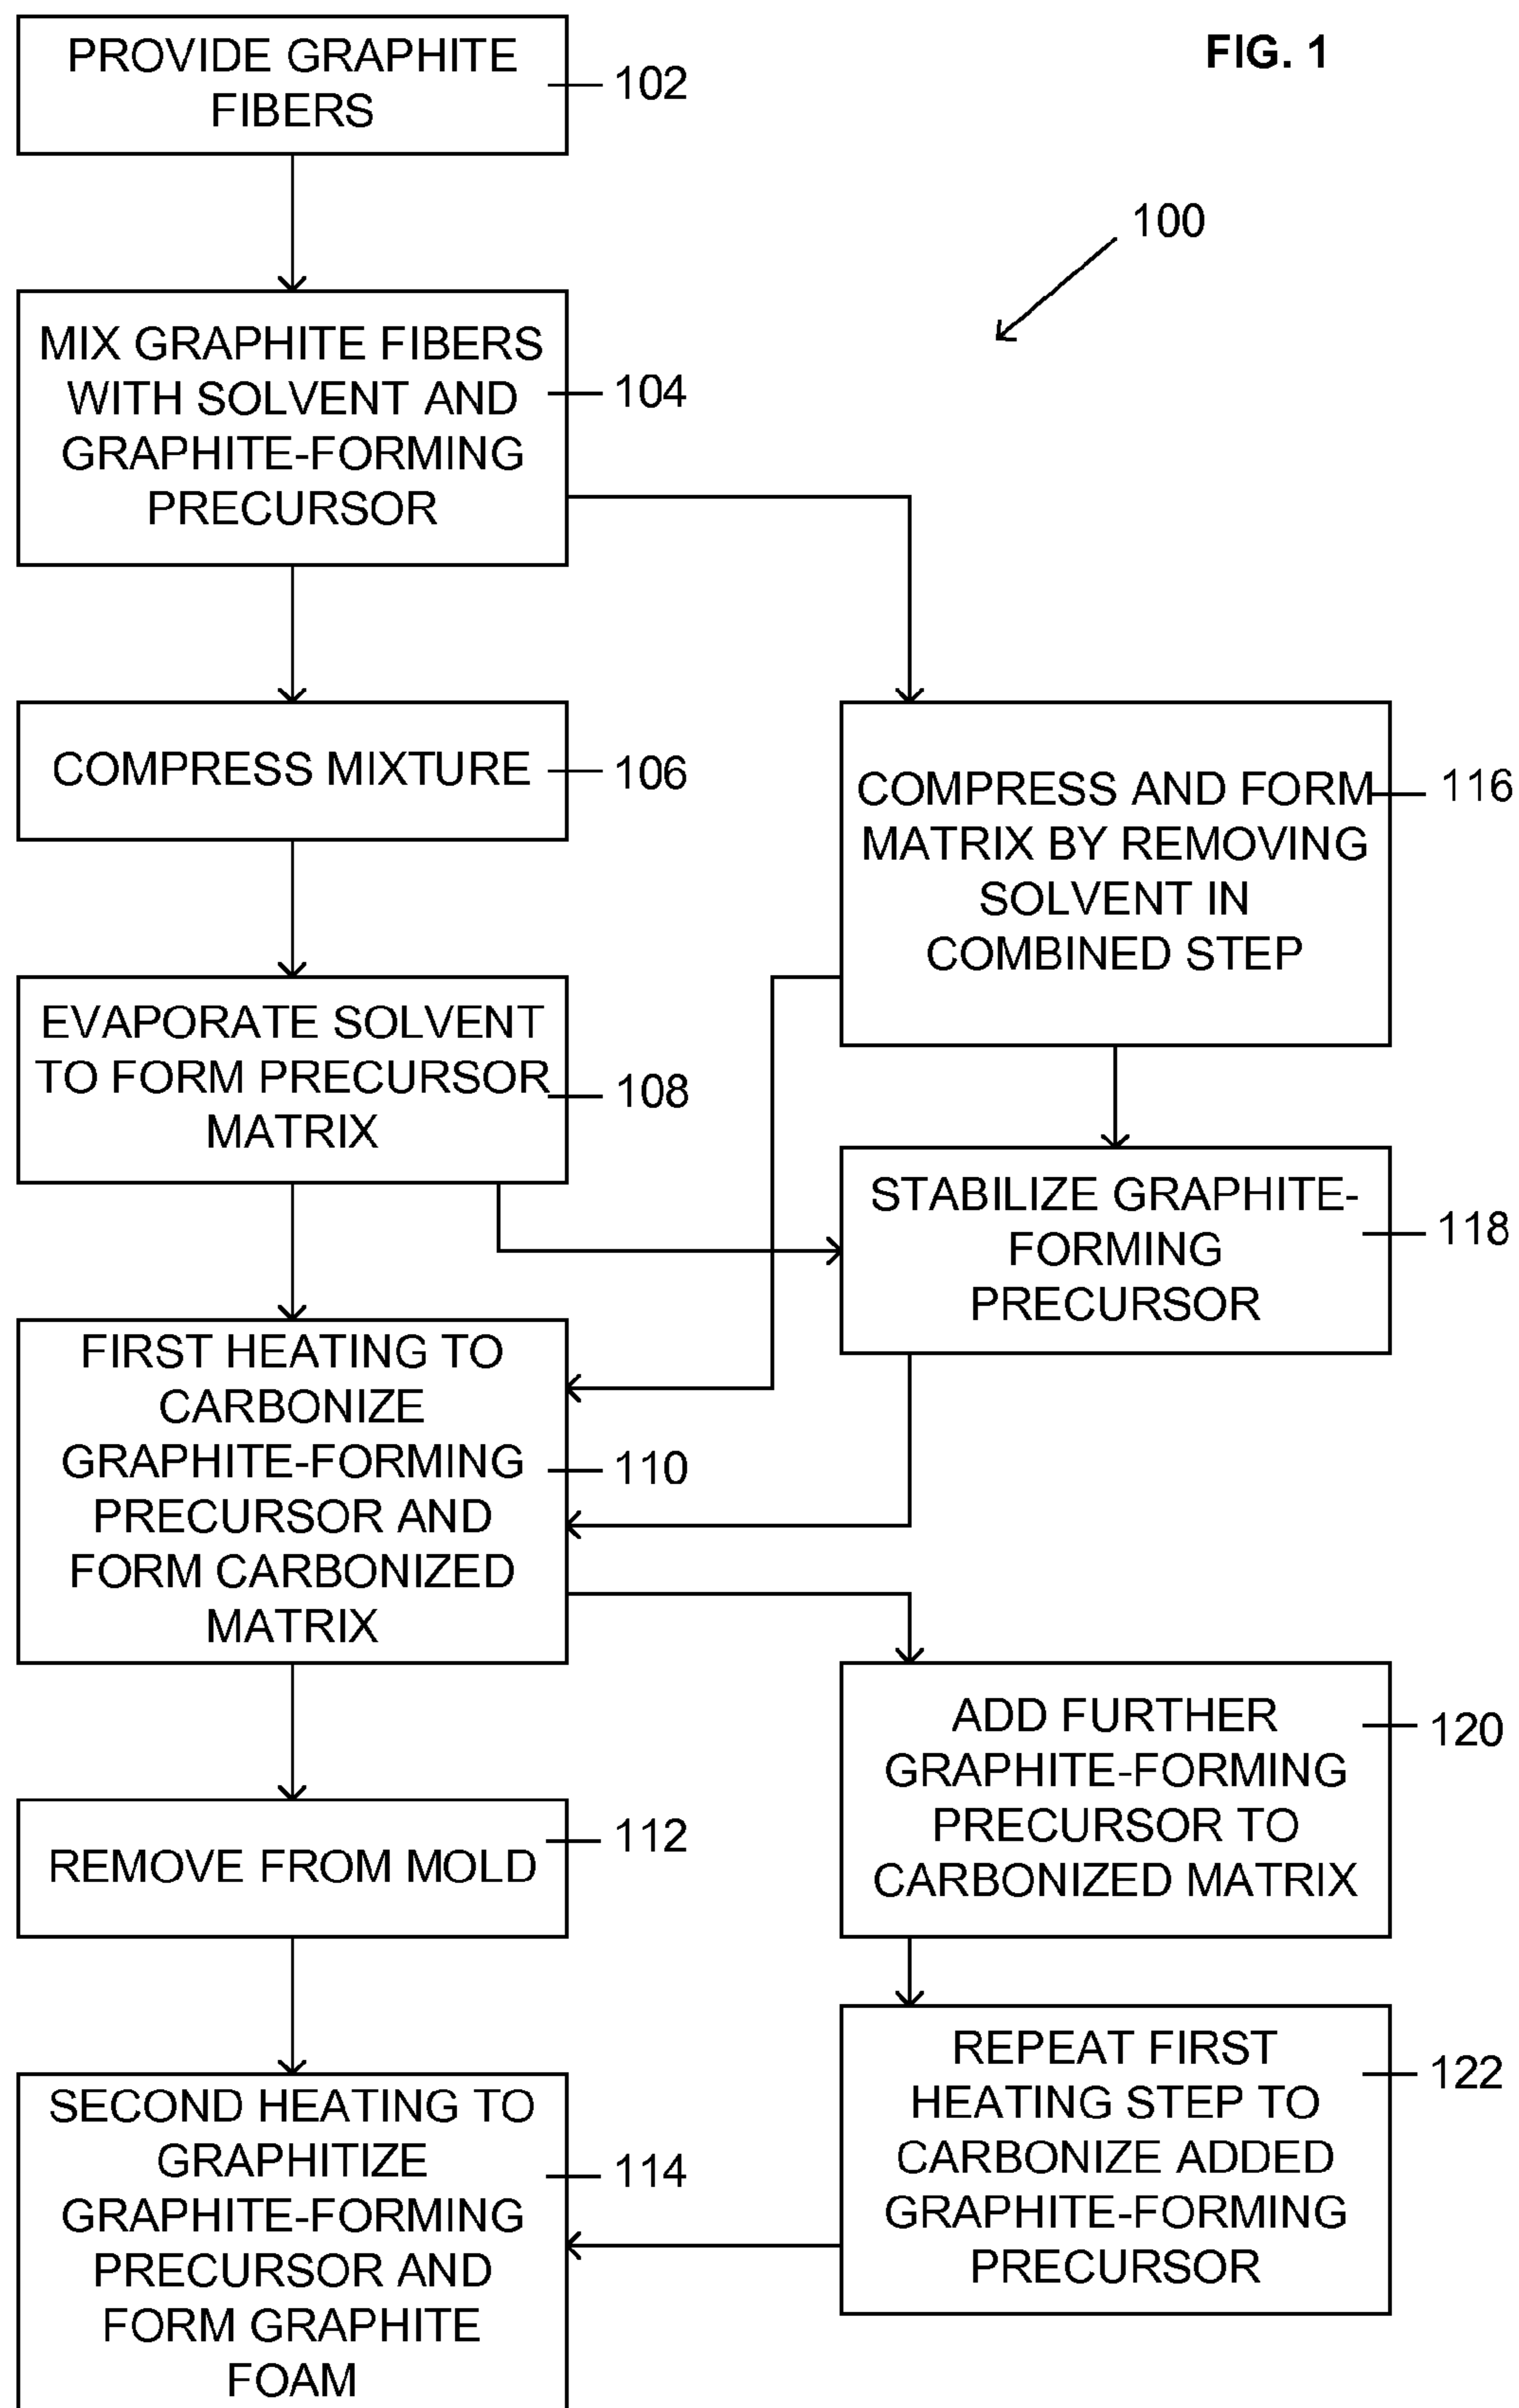 FIG. 1
100
PROVIDE GRAPHITE
FIBERS
102
MIX GRAPHITE FIBERS
WITH SOLVENT AND
GRAPHITE-FORMING
PRECURSOR
104
COMPRESS MIXTURE
106
EVAPORATE SOLVENT
TO FORM PRECURSOR
MATRIX
108
FIRST HEATING TO
CARBONIZE
GRAPHITE-FORMING
PRECURSOR AND
FORM CARBONIZED
MATRIX
110
REMOVE FROM MOLD
112
SECOND HEATING TO
GRAPHITIZE
GRAPHITE-FORMING
PRECURSOR AND
FORM GRAPHITE
FOAM
114
COMPRESS AND FORM
MATRIX BY REMOVING
SOLVENT IN
COMBINED STEP
116
STABILIZE GRAPHITE-
FORMING
PRECURSOR
118
ADD FURTHER
GRAPHITE-FORMING
PRECURSOR TO
CARBONIZED MATRIX
120
REPEAT FIRST
HEATING STEP TO
CARBONIZE ADDED
GRAPHITE-FORMING
PRECURSOR
122